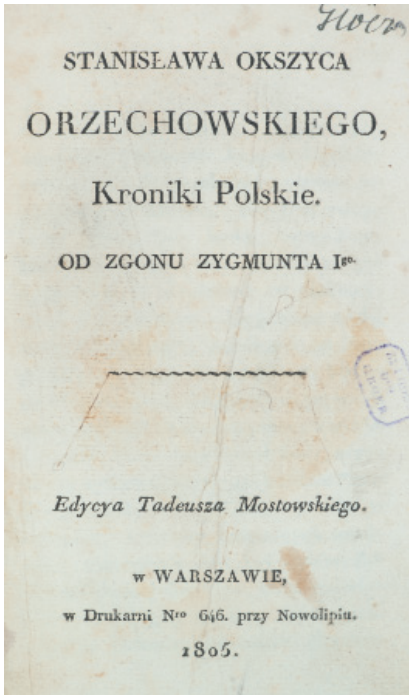 STANISŁAWA OKSZYCA
ORZECHOWSKIEGO,
Kroniki Polskie.
OD ZGONU ZYGMUNTA Igo.
Edycya Tadeusza Mostowskiego.
w WARSZAWIE,
w Drukarni Nro 646. przy Nowolipiu.
1805.